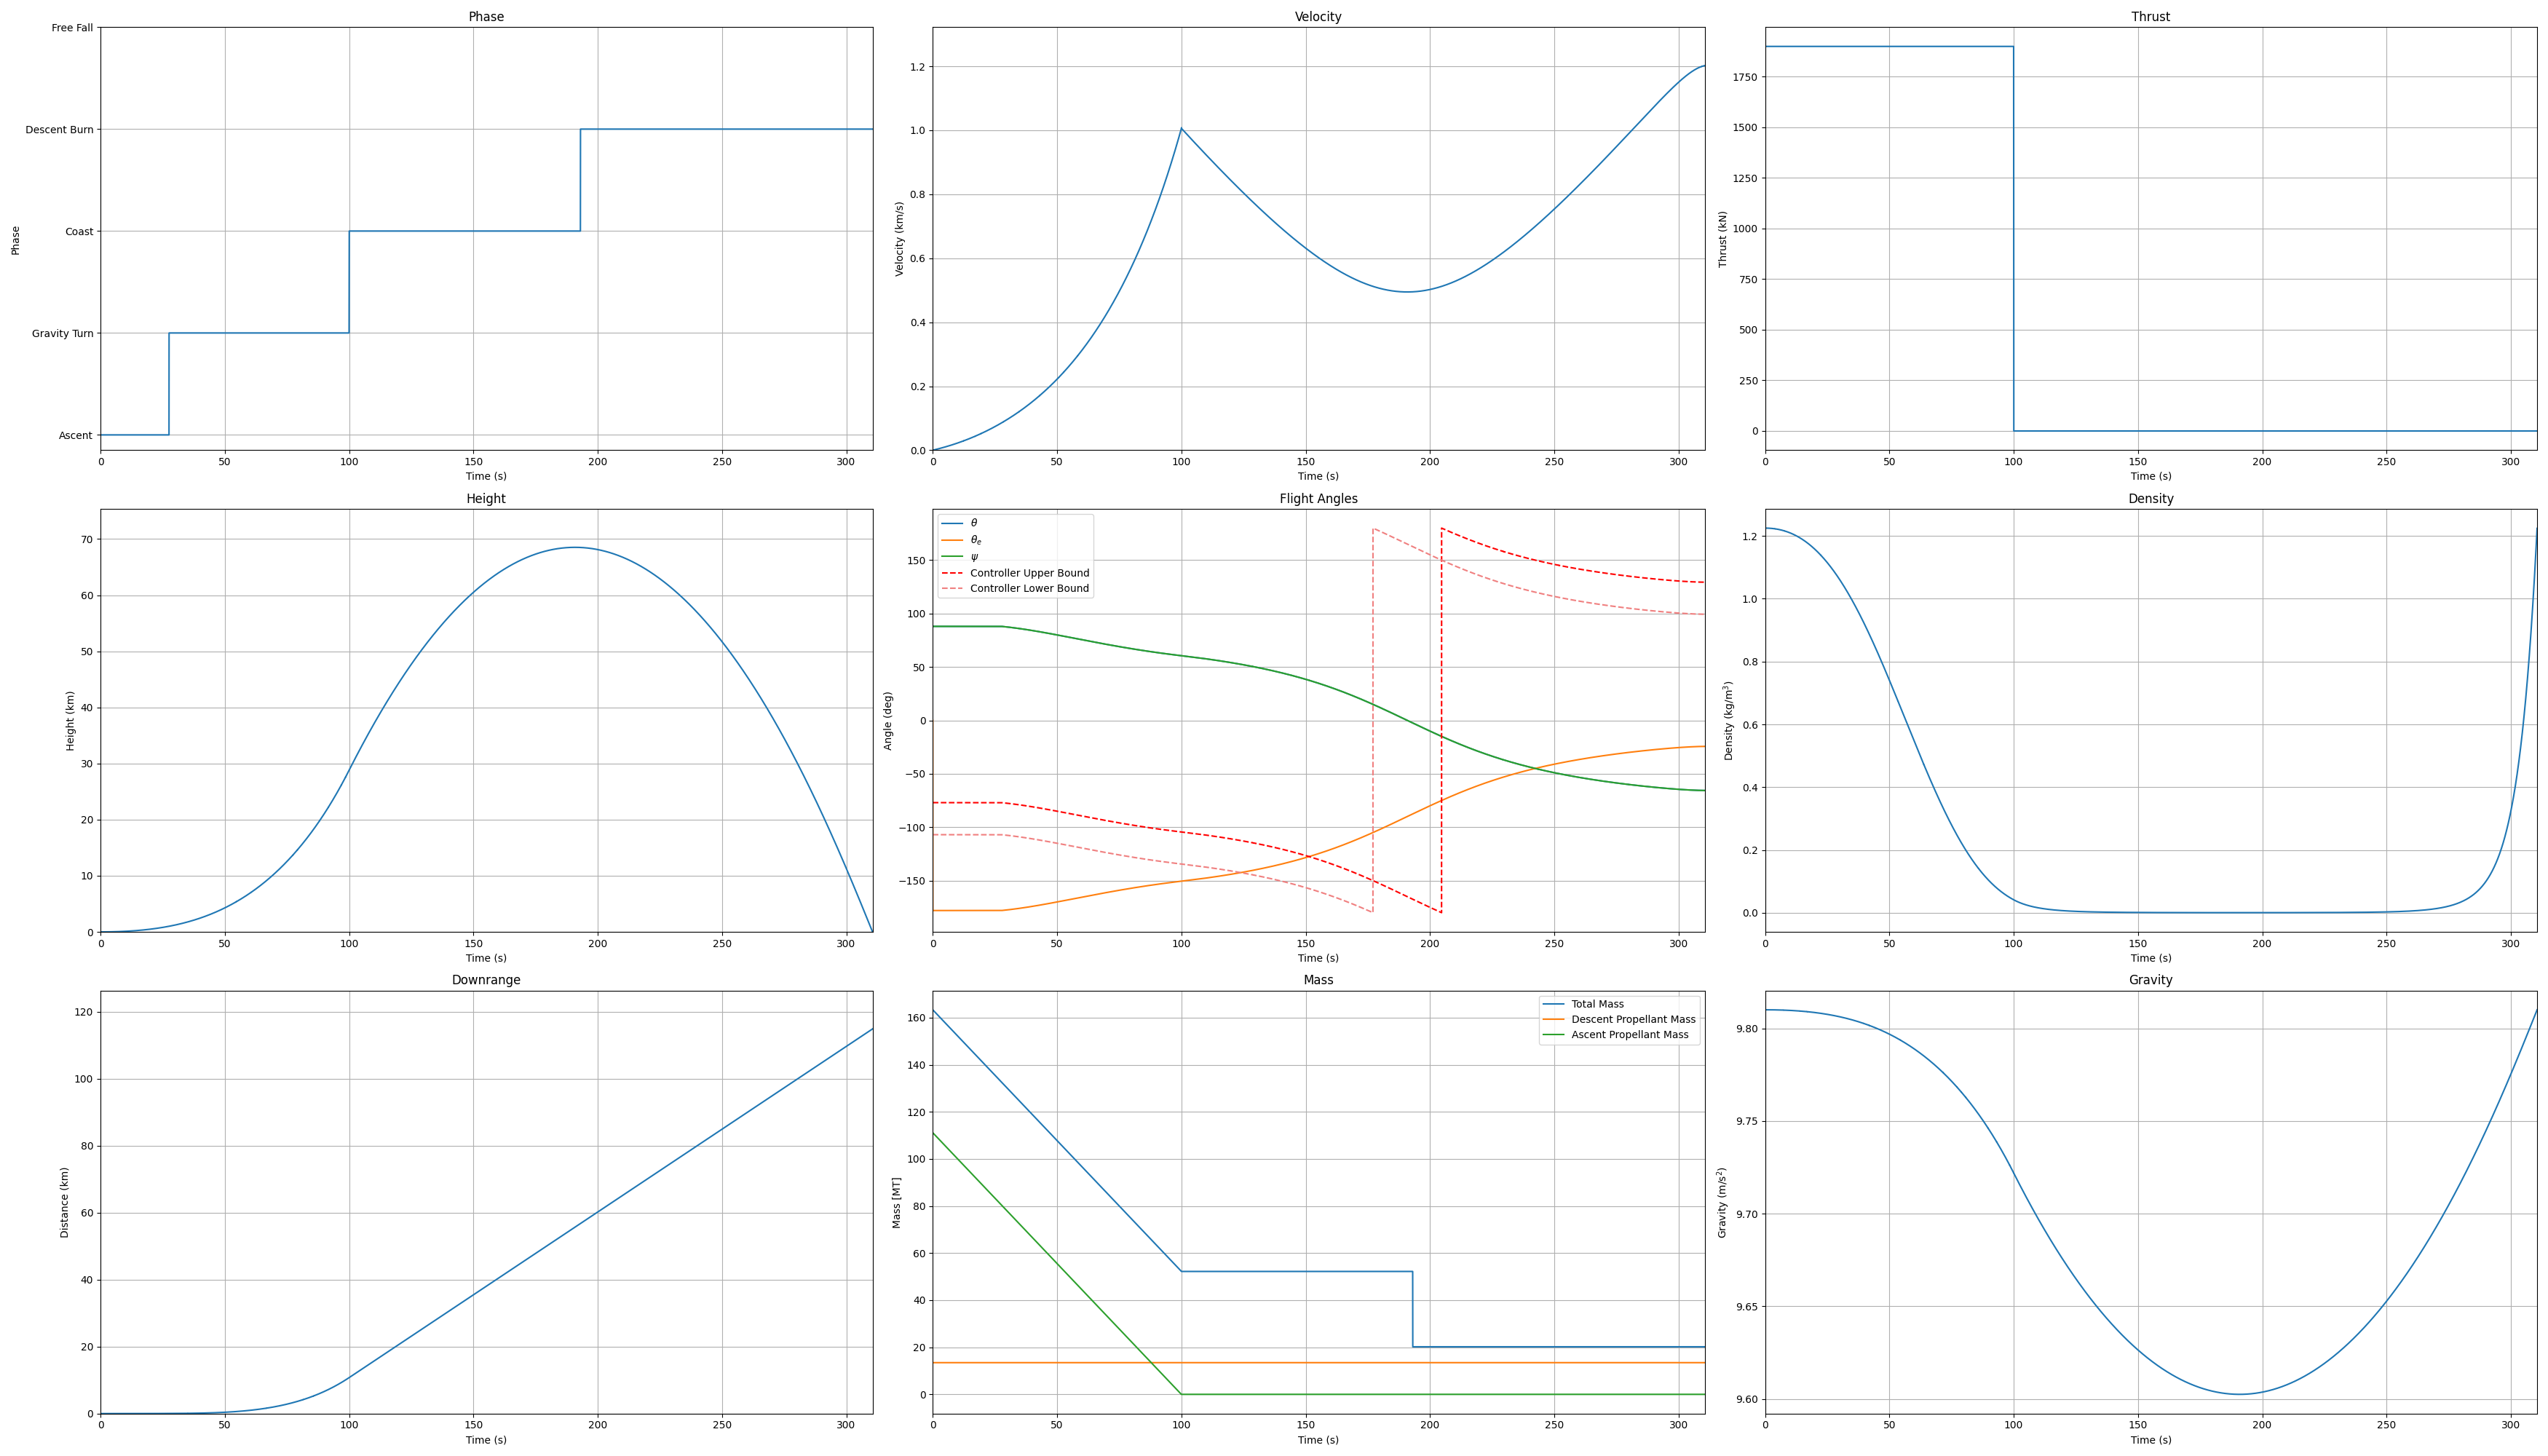 Phase
Free Fall
Descent Burn
Coast
Gravity Turn
Ascent
Phase
0 50 100 150 200 250 300
Time (s)
Velocity
1.2
1.0
0.8
0.6
0.4
0.2
0.0
Velocity (km/s)
0 50 100 150 200 250 300
Time (s)
Thrust
1750
1500
1250
1000
750
500
250
0
Thrust (kN)
0 50 100 150 200 250 300
Time (s)
Height
70
60
50
40
30
20
10
0
Height (km)
0 50 100 150 200 250 300
Time (s)
Flight Angles
θ
θₑ
ψ
Controller Upper Bound
Controller Lower Bound
150
100
50
0
−50
−100
−150
Angle (deg)
0 50 100 150 200 250 300
Time (s)
Density
1.2
1.0
0.8
0.6
0.4
0.2
0.0
Density (kg/m³)
0 50 100 150 200 250 300
Time (s)
Downrange
120
100
80
60
40
20
0
Distance (km)
0 50 100 150 200 250 300
Time (s)
Mass
Total Mass
Descent Propellant Mass
Ascent Propellant Mass
160
140
120
100
80
60
40
20
0
Mass [MT]
0 50 100 150 200 250 300
Time (s)
Gravity
9.80
9.75
9.70
9.65
9.60
Gravity (m/s²)
0 50 100 150 200 250 300
Time (s)